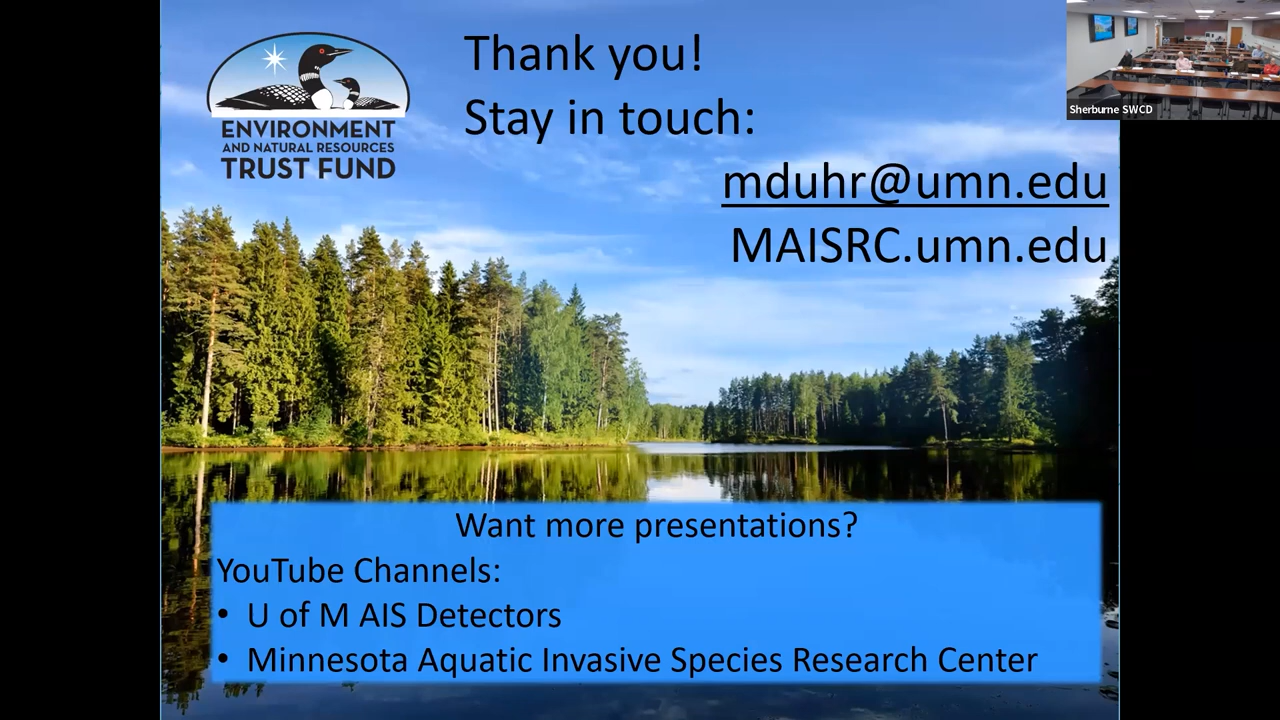 ENVIRONMENT
AND NATURAL RESOURCES
TRUST FUND
Thank you!
Stay in touch:
mduhr@umn.edu
MAISRC.umn.edu
Sherburne SWCD
Want more presentations?
YouTube Channels:
• U of M AIS Detectors
• Minnesota Aquatic Invasive Species Research Center